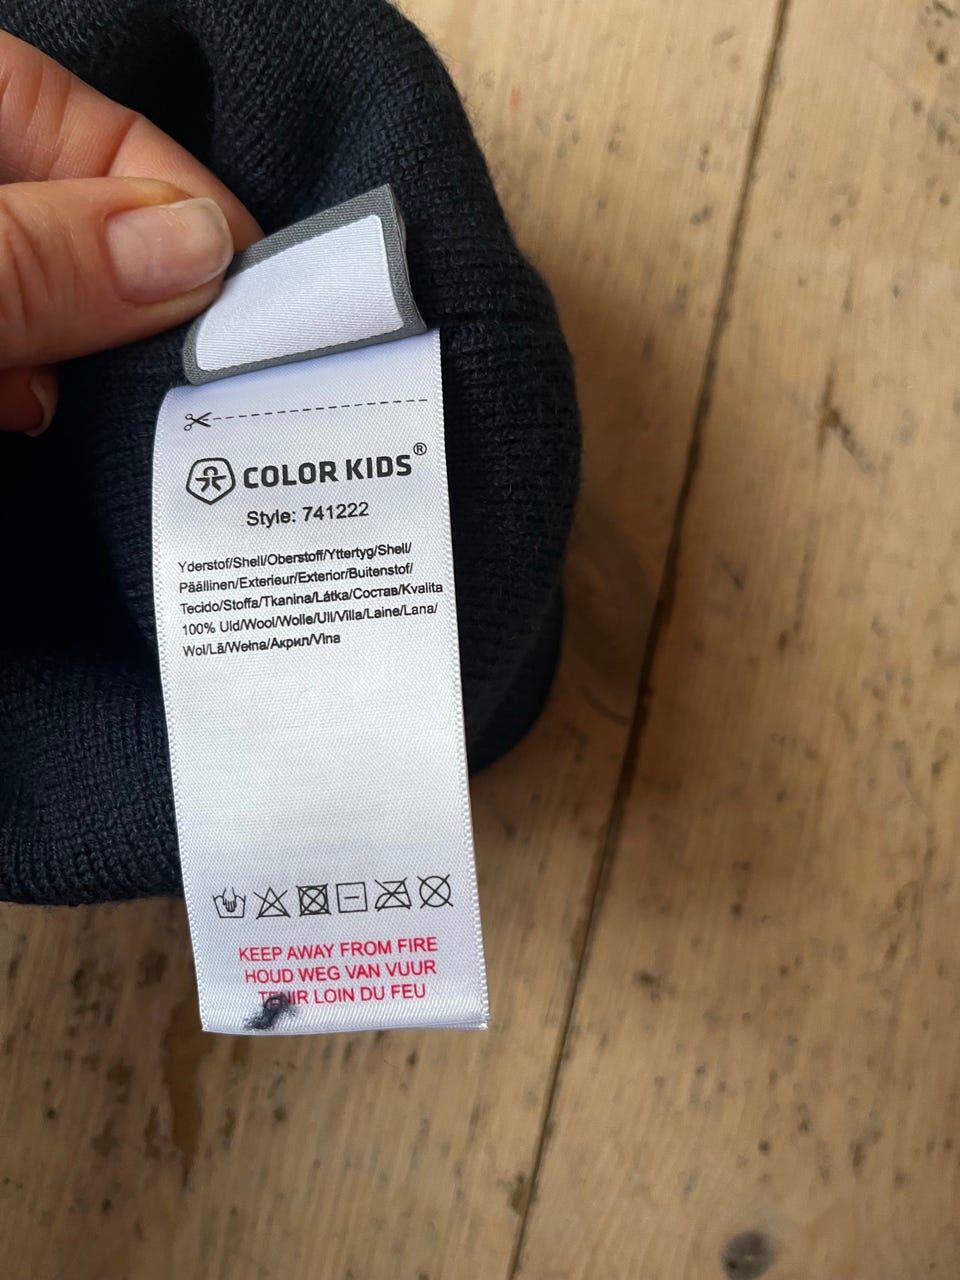 COLOR KIDS®
Style: 741222
Yderstof/Shell/Oberstoff/Yttertyg/Shell/
Päällinen/Exterieur/Exterior/Buitenstof/
Tecido/Stoffa/Tkanina/Látka/Состав/Kvalita
100% Uld/Wool/Wolle/Ull/Villa/Laine/Lana/
Wol/Lã/Wełna/Акрил/Vlna
KEEP AWAY FROM FIRE
HOUD WEG VAN VUUR
TENIR LOIN DU FEU